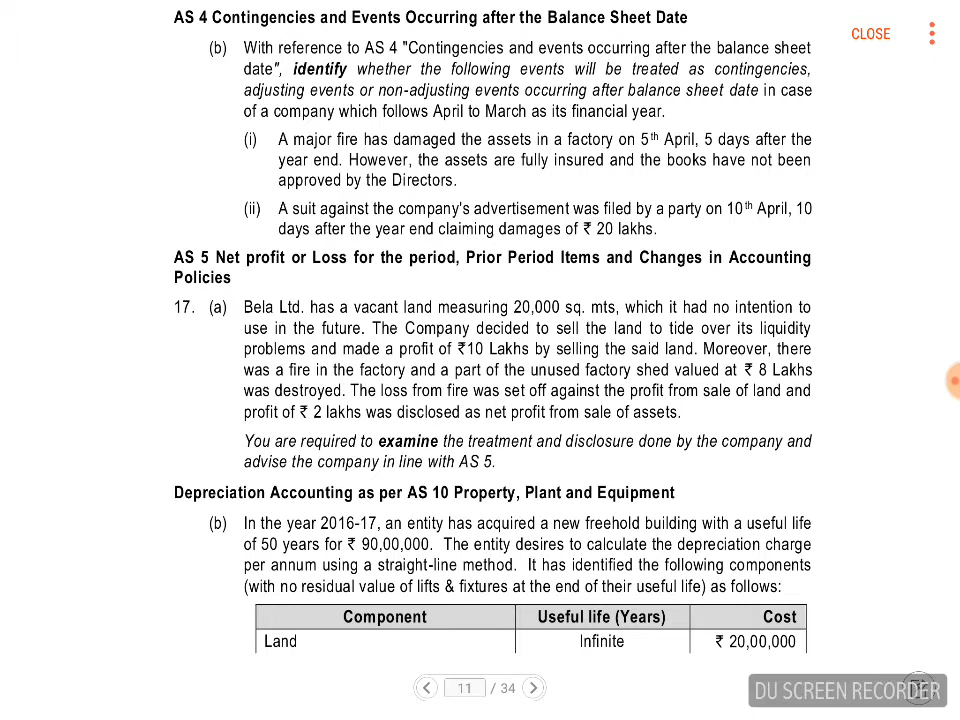 AS 4 Contingencies and Events Occurring after the Balance Sheet Date
CLOSE
(b) With reference to AS 4 "Contingencies and events occurring after the balance sheet
date", identify whether the following events will be treated as contingencies,
adjusting events or non-adjusting events occurring after balance sheet date in case
of a company which follows April to March as its financial year.
(i) A major fire has damaged the assets in a factory on 5th April, 5 days after the
year end. However, the assets are fully insured and the books have not been
approved by the Directors.
(ii) A suit against the company's advertisement was filed by a party on 10th April, 10
days after the year end claiming damages of ₹ 20 lakhs.
AS 5 Net profit or Loss for the period, Prior Period Items and Changes in Accounting
Policies
17. (a) Bela Ltd. has a vacant land measuring 20,000 sq. mts, which it had no intention to
use in the future. The Company decided to sell the land to tide over its liquidity
problems and made a profit of ₹10 Lakhs by selling the said land. Moreover, there
was a fire in the factory and a part of the unused factory shed valued at ₹ 8 Lakhs
was destroyed. The loss from fire was set off against the profit from sale of land and
profit of ₹ 2 lakhs was disclosed as net profit from sale of assets.
You are required to examine the treatment and disclosure done by the company and
advise the company in line with AS 5.
Depreciation Accounting as per AS 10 Property, Plant and Equipment
(b) In the year 2016-17, an entity has acquired a new freehold building with a useful life
of 50 years for ₹ 90,00,000. The entity desires to calculate the depreciation charge
per annum using a straight-line method. It has identified the following components
(with no residual value of lifts & fixtures at the end of their useful life) as follows:
Component Useful life (Years) Cost
Land Infinite ₹ 20,00,000
11 / 34
DU SCREEN RECORDER